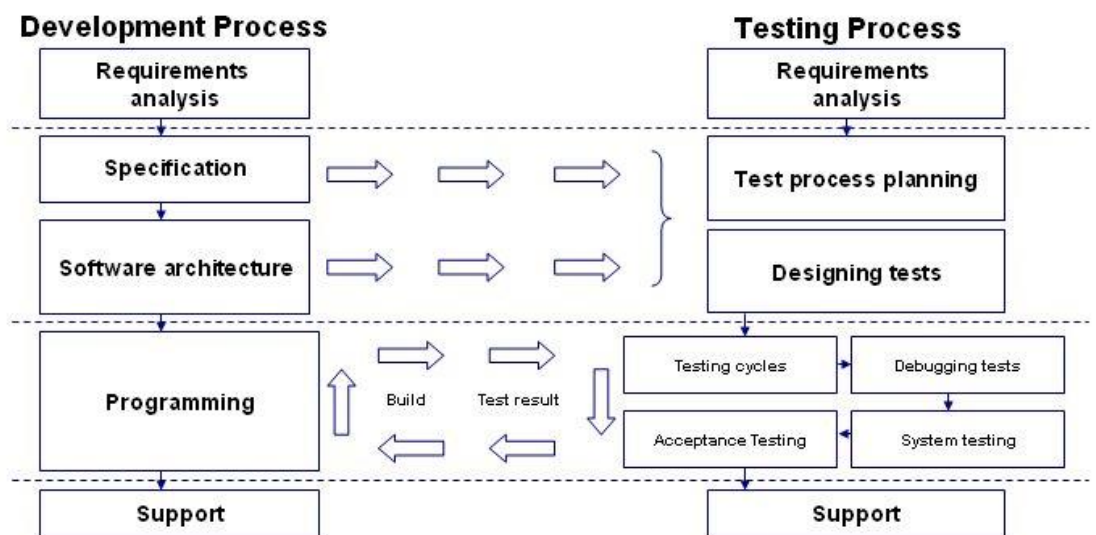 Development Process
Testing Process
Requirements
analysis
Requirements
analysis
Specification
Test process planning
Software architecture
Designing tests
Programming
Build
Test result
Testing cycles
Debugging tests
Acceptance Testing
System testing
Support
Support